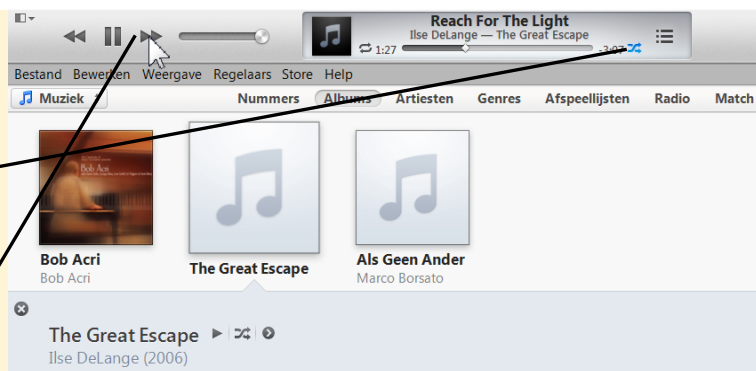 Reach For The Light
Ilse DeLange — The Great Escape
1:27
-3:07
Bestand Bewerken Weergave Regelaars Store Help
Muziek Nummers Albums Artiesten Genres Afspeellijsten Radio Match
Bob Acri
Bob Acri
Bob Acri
The Great Escape
Als Geen Ander
Marco Borsato
The Great Escape
Ilse DeLange (2006)